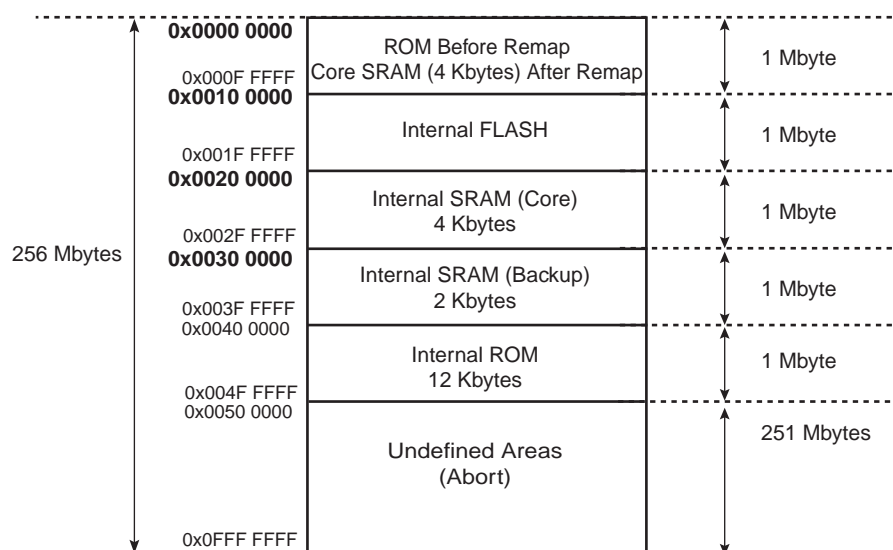 0x0000 0000
ROM Before Remap
Core SRAM (4 Kbytes) After Remap
1 Mbyte
0x000F FFFF
0x0010 0000
Internal FLASH
1 Mbyte
0x001F FFFF
0x0020 0000
Internal SRAM (Core)
4 Kbytes
1 Mbyte
0x002F FFFF
256 Mbytes
0x0030 0000
Internal SRAM (Backup)
2 Kbytes
1 Mbyte
0x003F FFFF
0x0040 0000
Internal ROM
12 Kbytes
1 Mbyte
0x004F FFFF
0x0050 0000
251 Mbytes
Undefined Areas
(Abort)
0x0FFF FFFF